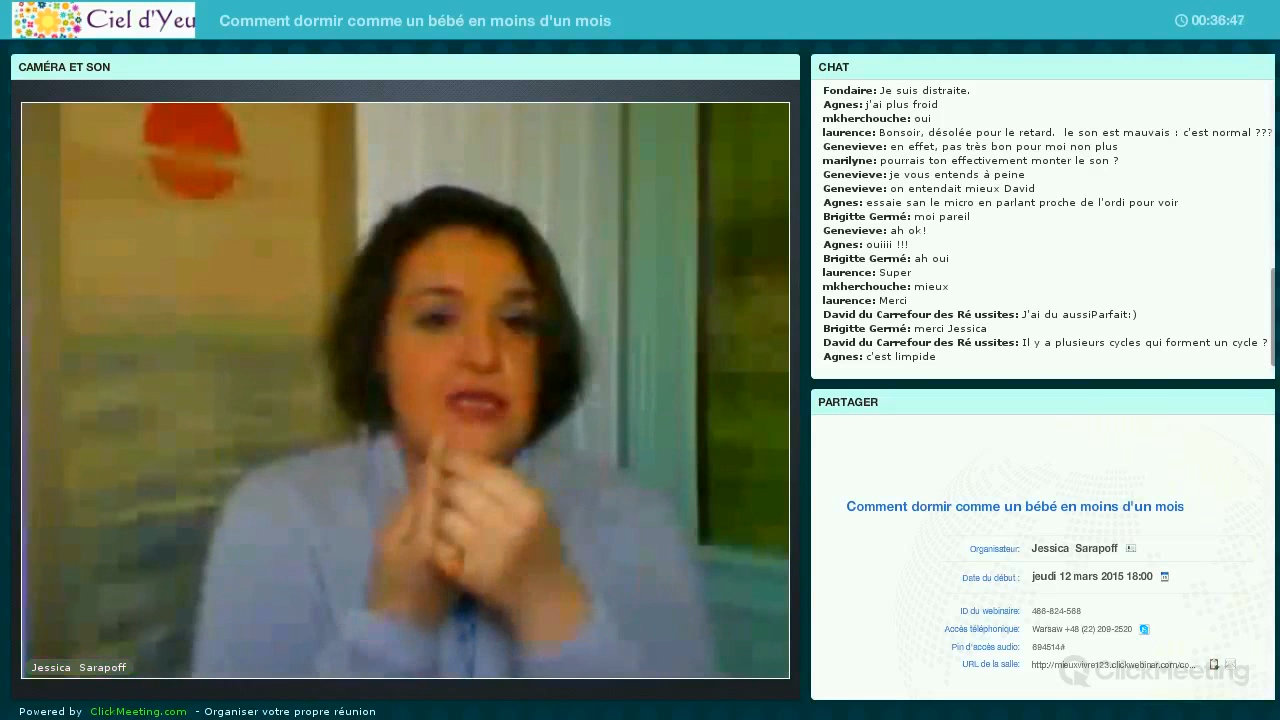 Ciel d'Yeu
Comment dormir comme un bébé en moins d'un mois
00:36:47
CAMÉRA ET SON
Jessica Sarapoff
CHAT
Fondaire: Je suis distraite.
Agnes: j'ai plus froid
mkherchouche: oui
laurence: Bonsoir, désolée pour le retard. le son est mauvais : c'est normal ???
Genevieve: en effet, pas très bon pour moi non plus
marilyne: pourrais ton effectivement monter le son ?
Genevieve: je vous entends à peine
Genevieve: on entendait mieux David
Agnes: essaie san le micro en parlant proche de l'ordi pour voir
Brigitte Germé: moi pareil
Genevieve: ah ok!
Agnes: ouiiii !!!
Brigitte Germé: ah oui
laurence: Super
mkherchouche: mieux
laurence: Merci
David du Carrefour des Ré ussites: J'ai du aussiParfait:)
Brigitte Germé: merci Jessica
David du Carrefour des Ré ussites: Il y a plusieurs cycles qui forment un cycle ?
Agnes: c'est limpide
PARTAGER
Comment dormir comme un bébé en moins d'un mois
Organisateur: Jessica Sarapoff
Date du début : jeudi 12 mars 2015 18:00
ID du webinaire: 466-824-568
Accès téléphonique: Warsaw +48 (22) 209-2520
Pin d'accès audio: 894514#
URL de la salle: http://mieuxvivre123.clickwebinar.com/co...
ClickMeeting
Powered by ClickMeeting.com - Organiser votre propre réunion